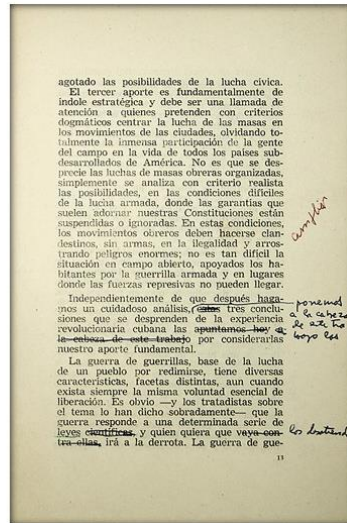 agotado las posibilidades de la lucha cívica.
El tercer aporte es fundamentalmente de
índole estratégica y debe ser una llamada de
atención a quienes pretenden con criterios
dogmáticos centrar la lucha de las masas en
los movimientos de las ciudades, olvidando to-
talmente la inmensa participación de la gente
del campo en la vida de todos los países sub-
desarrollados de América. No es que se des-
precie las luchas de masas obreras organizadas,
simplemente se analiza con criterio realista
las posibilidades, en las condiciones difíciles
de la lucha armada, donde las garantías que
suelen adornar nuestras Constituciones están
suspendidas o ignoradas. En estas condiciones,
los movimientos obreros deben hacerse clan-
destinos, sin armas, en la ilegalidad y arros-
trando peligros enormes; no es tan difícil la
situación en campo abierto, apoyados los ha-
bitantes por la guerrilla armada y en lugares
donde las fuerzas represivas no pueden llegar.
ampliar
Independientemente de que después haga-
mos un cuidadoso análisis, estas tres conclu-
siones que se desprenden de la experiencia
revolucionaria cubana las apuntamos hoy a
la cabeza de este trabajo por considerarlas
nuestro aporte fundamental.
ponemos
a la cabeza
La guerra de guerrillas, base de la lucha
de un pueblo por redimirse, tiene diversas
características, facetas distintas, aun cuando
exista siempre la misma voluntad esencial de
liberación. Es obvio —y los tratadistas sobre
el tema lo han dicho sobradamente— que la
guerra responde a una determinada serie de
leyes científicas, y quien quiera que vaya con-
tra ellas, irá a la derrota. La guerra de gue-
los
13